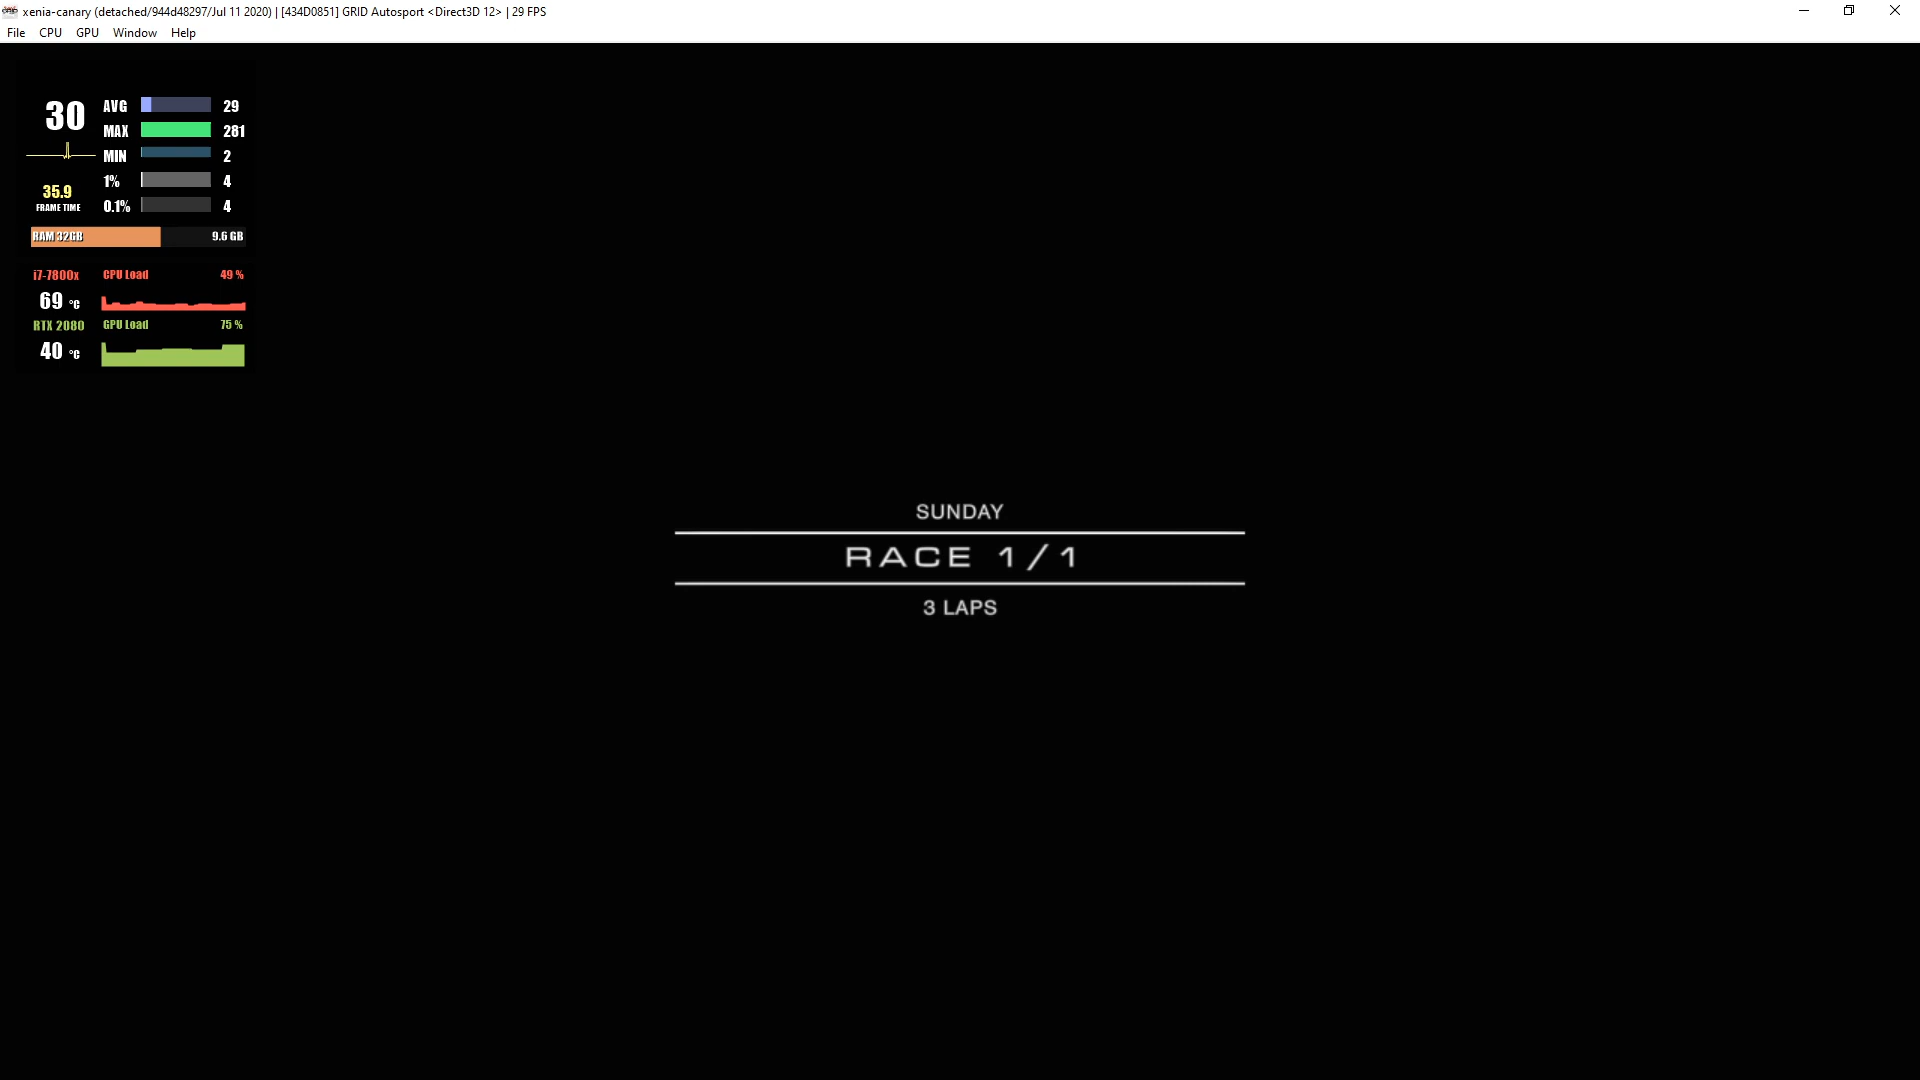 xenia-canary (detached/944d48297/Jul 11 2020) | [434D0851] GRID Autosport <Direct3D 12> | 29 FPS
File CPU GPU Window Help
30
AVG 29
MAX 281
MIN 2
1% 4
35.9
FRAME TIME
0.1% 4
RAM 32GB 9.6 GB
i7-7800x CPU Load 49 %
69 °C
RTX 2080 GPU Load 75 %
40 °C
SUNDAY
RACE 1/1
3 LAPS